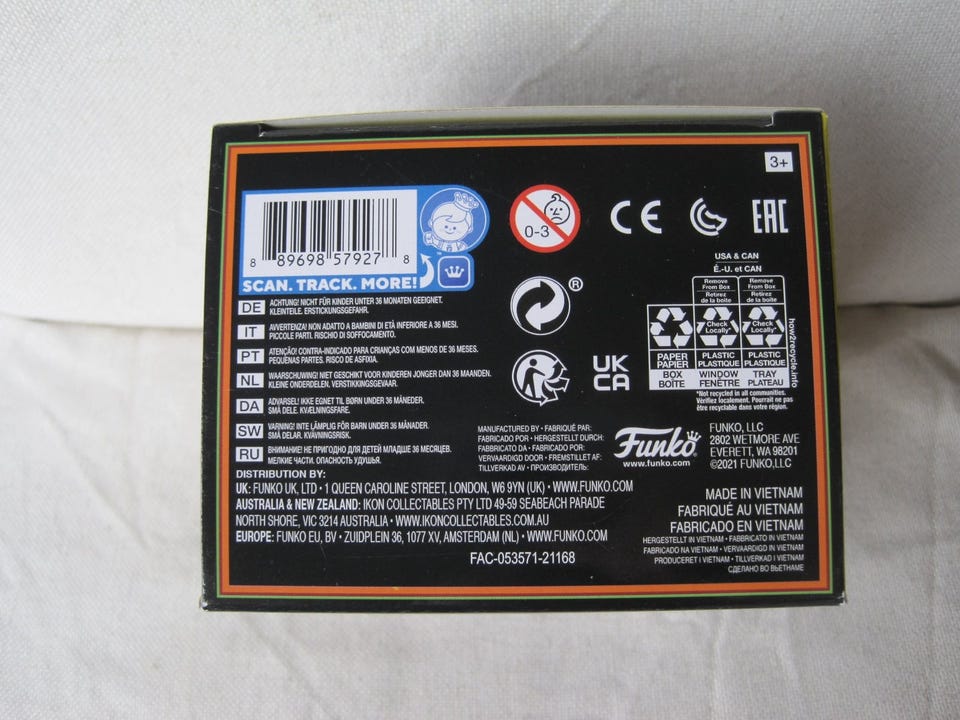 3+
8 89698 57927 8
SCAN. TRACK. MORE!™
0-3
CE
EAC
®
UK
CA
USA & CAN
É.-U. et CAN
Remove From Box
Retirez de la boîte
Remove From Box
Retirez de la boîte
Check Locally*
Check Locally*
PAPER
PAPIER
PLASTIC
PLASTIQUE
PLASTIC
PLASTIQUE
BOX
BOÎTE
WINDOW
FENÊTRE
TRAY
PLATEAU
how2recycle.info
*Not recycled in all communities.
Vérifiez localement. Pourrait ne pas
être recyclable dans votre région.
DE ACHTUNG! NICHT FÜR KINDER UNTER 36 MONATEN GEEIGNET.
KLEINTEILE. ERSTICKUNGSGEFAHR.
IT AVVERTENZA! NON ADATTO A BAMBINI DI ETÀ INFERIORE A 36 MESI.
PICCOLE PARTI. RISCHIO DI SOFFOCAMENTO.
PT ATENÇÃO! CONTRA-INDICADO PARA CRIANÇAS COM MENOS DE 36 MESES.
PEQUENAS PARTES. RISCO DE ASFIXIA.
NL WAARSCHUWING! NIET GESCHIKT VOOR KINDEREN JONGER DAN 36 MAANDEN.
KLEINE ONDERDELEN. VERSTIKKINGSGEVAAR.
DA ADVARSEL! IKKE EGNET TIL BØRN UNDER 36 MÅNEDER.
SMÅ DELE. KVÆLNINGSFARE.
SW VARNING! INTE LÄMPLIG FÖR BARN UNDER 36 MÅNADER.
SMÅ DELAR. KVÄVNINGSRISK.
RU ВНИМАНИЕ! НЕ ПРИГОДНО ДЛЯ ДЕТЕЙ МЛАДШЕ 36 МЕСЯЦЕВ.
МЕЛКИЕ ЧАСТИ. ОПАСНОСТЬ УДУШЬЯ.
MANUFACTURED BY • FABRIQUÉ PAR:
FABRICADO POR • HERGESTELLT DURCH:
FABBRICATO DA • FABRICADO POR:
VERVAARDIGD DOOR • FREMSTILLET AF:
TILLVERKAD AV • ПРОИЗВОДИТЕЛЬ:
Funko
www.funko.com
FUNKO, LLC
2802 WETMORE AVE
EVERETT, WA 98201
©2021 FUNKO,LLC
DISTRIBUTION BY:
UK: FUNKO UK, LTD • 1 QUEEN CAROLINE STREET, LONDON, W6 9YN (UK) • WWW.FUNKO.COM
AUSTRALIA & NEW ZEALAND: IKON COLLECTABLES PTY LTD 49-59 SEABEACH PARADE
NORTH SHORE, VIC 3214 AUSTRALIA • WWW.IKONCOLLECTABLES.COM.AU
EUROPE: FUNKO EU, BV • ZUIDPLEIN 36, 1077 XV, AMSTERDAM (NL) • WWW.FUNKO.COM
FAC-053571-21168
MADE IN VIETNAM
FABRIQUÉ AU VIETNAM
FABRICADO EN VIETNAM
HERGESTELLT IN VIETNAM • FABBRICATO IN VIETNAM
FABRICADO NA VIETNAM • VERVAARDIGD IN VIETNAM
PRODUCERET I VIETNAM • TILLVERKAD I VIETNAM
СДЕЛАНО ВО ВЬЕТНАМЕ